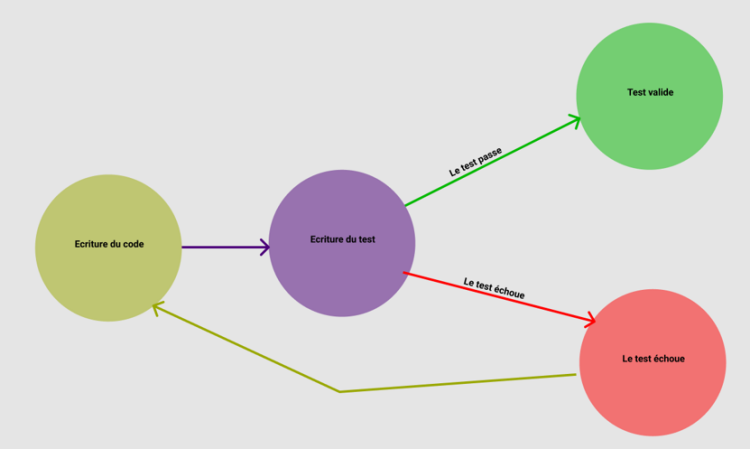 Test valide
Le test passe
Ecriture du code
Ecriture du test
Le test échoue
Le test échoue